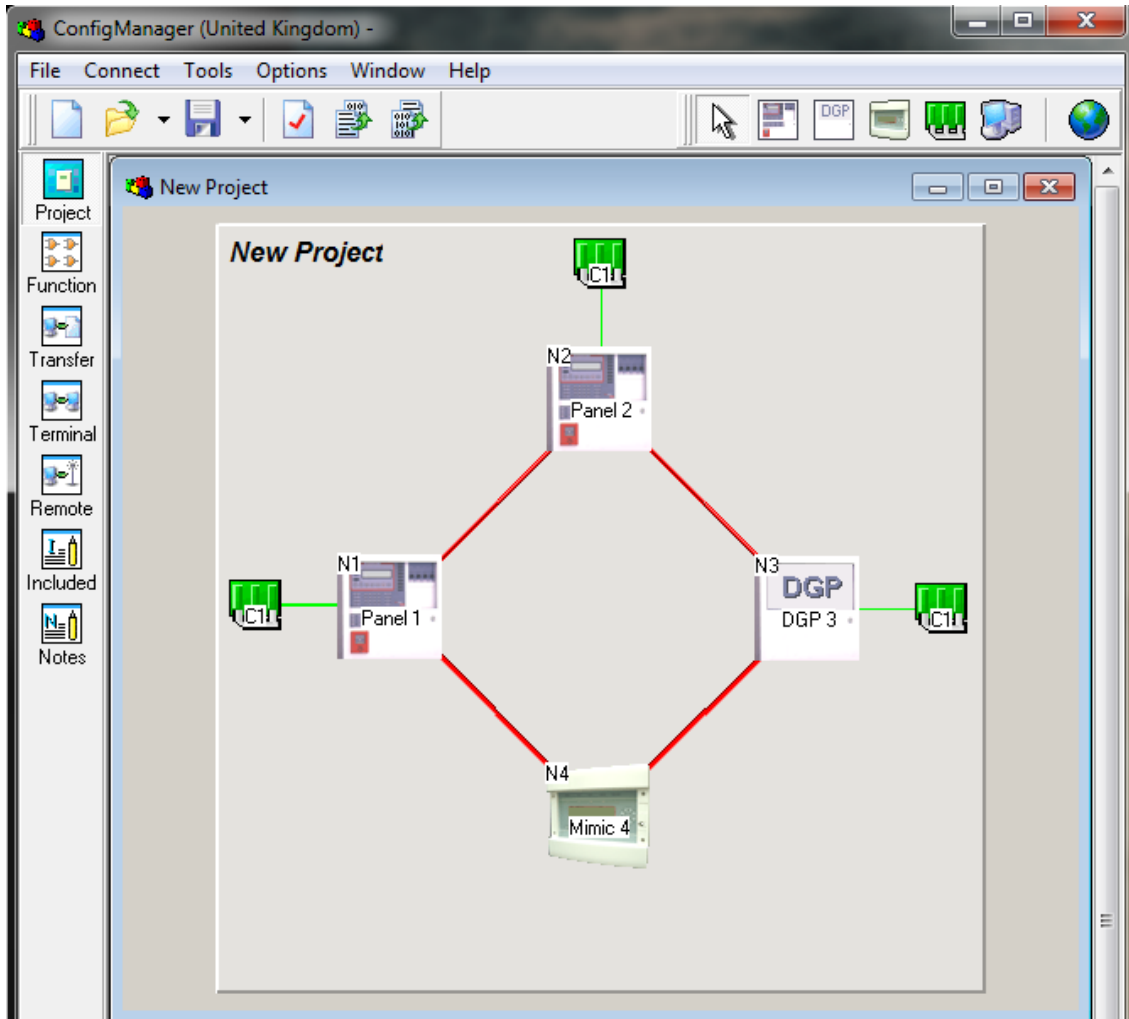 ConfigManager (United Kingdom) -
File Connect Tools Options Window Help
DGP
Project
Function
Transfer
Terminal
Remote
Included
Notes
New Project
New Project
C1
N2
Panel 2
N1
Panel 1
C1
N3
DGP
DGP 3
C1
N4
Mimic 4